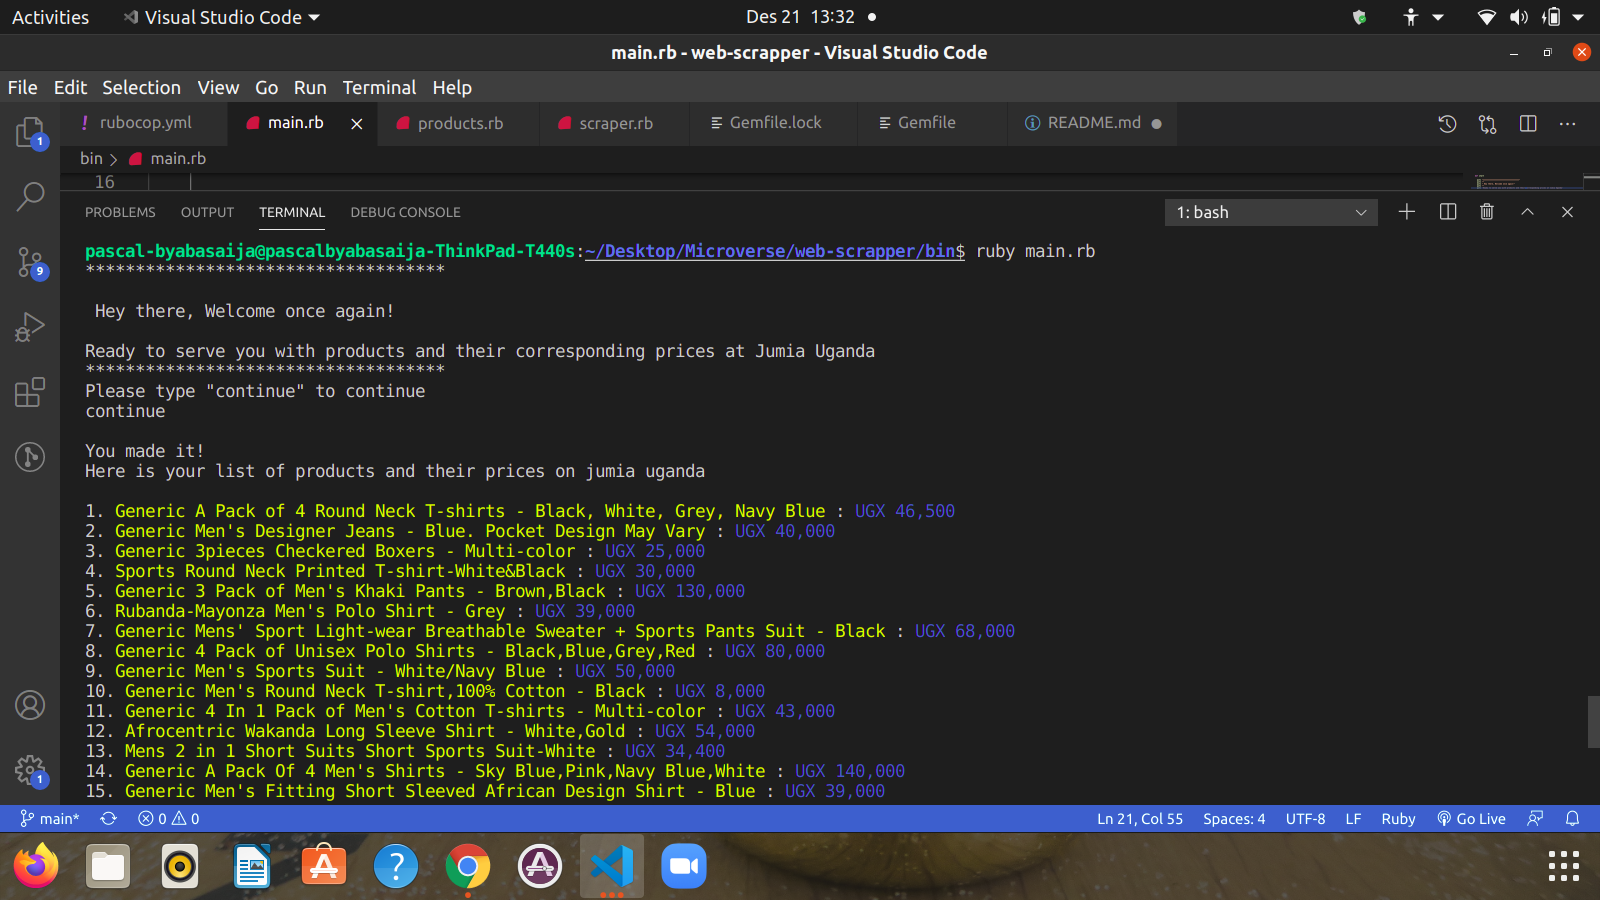 Activities Visual Studio Code Des 21 13:32
main.rb - web-scrapper - Visual Studio Code
File Edit Selection View Go Run Terminal Help
! rubocop.yml main.rb products.rb scraper.rb Gemfile.lock Gemfile README.md
bin > main.rb
16
PROBLEMS OUTPUT TERMINAL DEBUG CONSOLE 1: bash
pascal-byabasaija@pascalbyabasaija-ThinkPad-T440s:~/Desktop/Microverse/web-scrapper/bin$ ruby main.rb
************************************
Hey there, Welcome once again!
Ready to serve you with products and their corresponding prices at Jumia Uganda
************************************
Please type "continue" to continue
continue
You made it!
Here is your list of products and their prices on jumia uganda
1. Generic A Pack of 4 Round Neck T-shirts - Black, White, Grey, Navy Blue : UGX 46,500
2. Generic Men's Designer Jeans - Blue. Pocket Design May Vary : UGX 40,000
3. Generic 3pieces Checkered Boxers - Multi-color : UGX 25,000
4. Sports Round Neck Printed T-shirt-White&Black : UGX 30,000
5. Generic 3 Pack of Men's Khaki Pants - Brown,Black : UGX 130,000
6. Rubanda-Mayonza Men's Polo Shirt - Grey : UGX 39,000
7. Generic Mens' Sport Light-wear Breathable Sweater + Sports Pants Suit - Black : UGX 68,000
8. Generic 4 Pack of Unisex Polo Shirts - Black,Blue,Grey,Red : UGX 80,000
9. Generic Men's Sports Suit - White/Navy Blue : UGX 50,000
10. Generic Men's Round Neck T-shirt,100% Cotton - Black : UGX 8,000
11. Generic 4 In 1 Pack of Men's Cotton T-shirts - Multi-color : UGX 43,000
12. Afrocentric Wakanda Long Sleeve Shirt - White,Gold : UGX 54,000
13. Mens 2 in 1 Short Suits Short Sports Suit-White : UGX 34,400
14. Generic A Pack Of 4 Men's Shirts - Sky Blue,Pink,Navy Blue,White : UGX 140,000
15. Generic Men's Fitting Short Sleeved African Design Shirt - Blue : UGX 39,000
1
9
1
main* 0 0 Ln 21, Col 55 Spaces: 4 UTF-8 LF Ruby Go Live